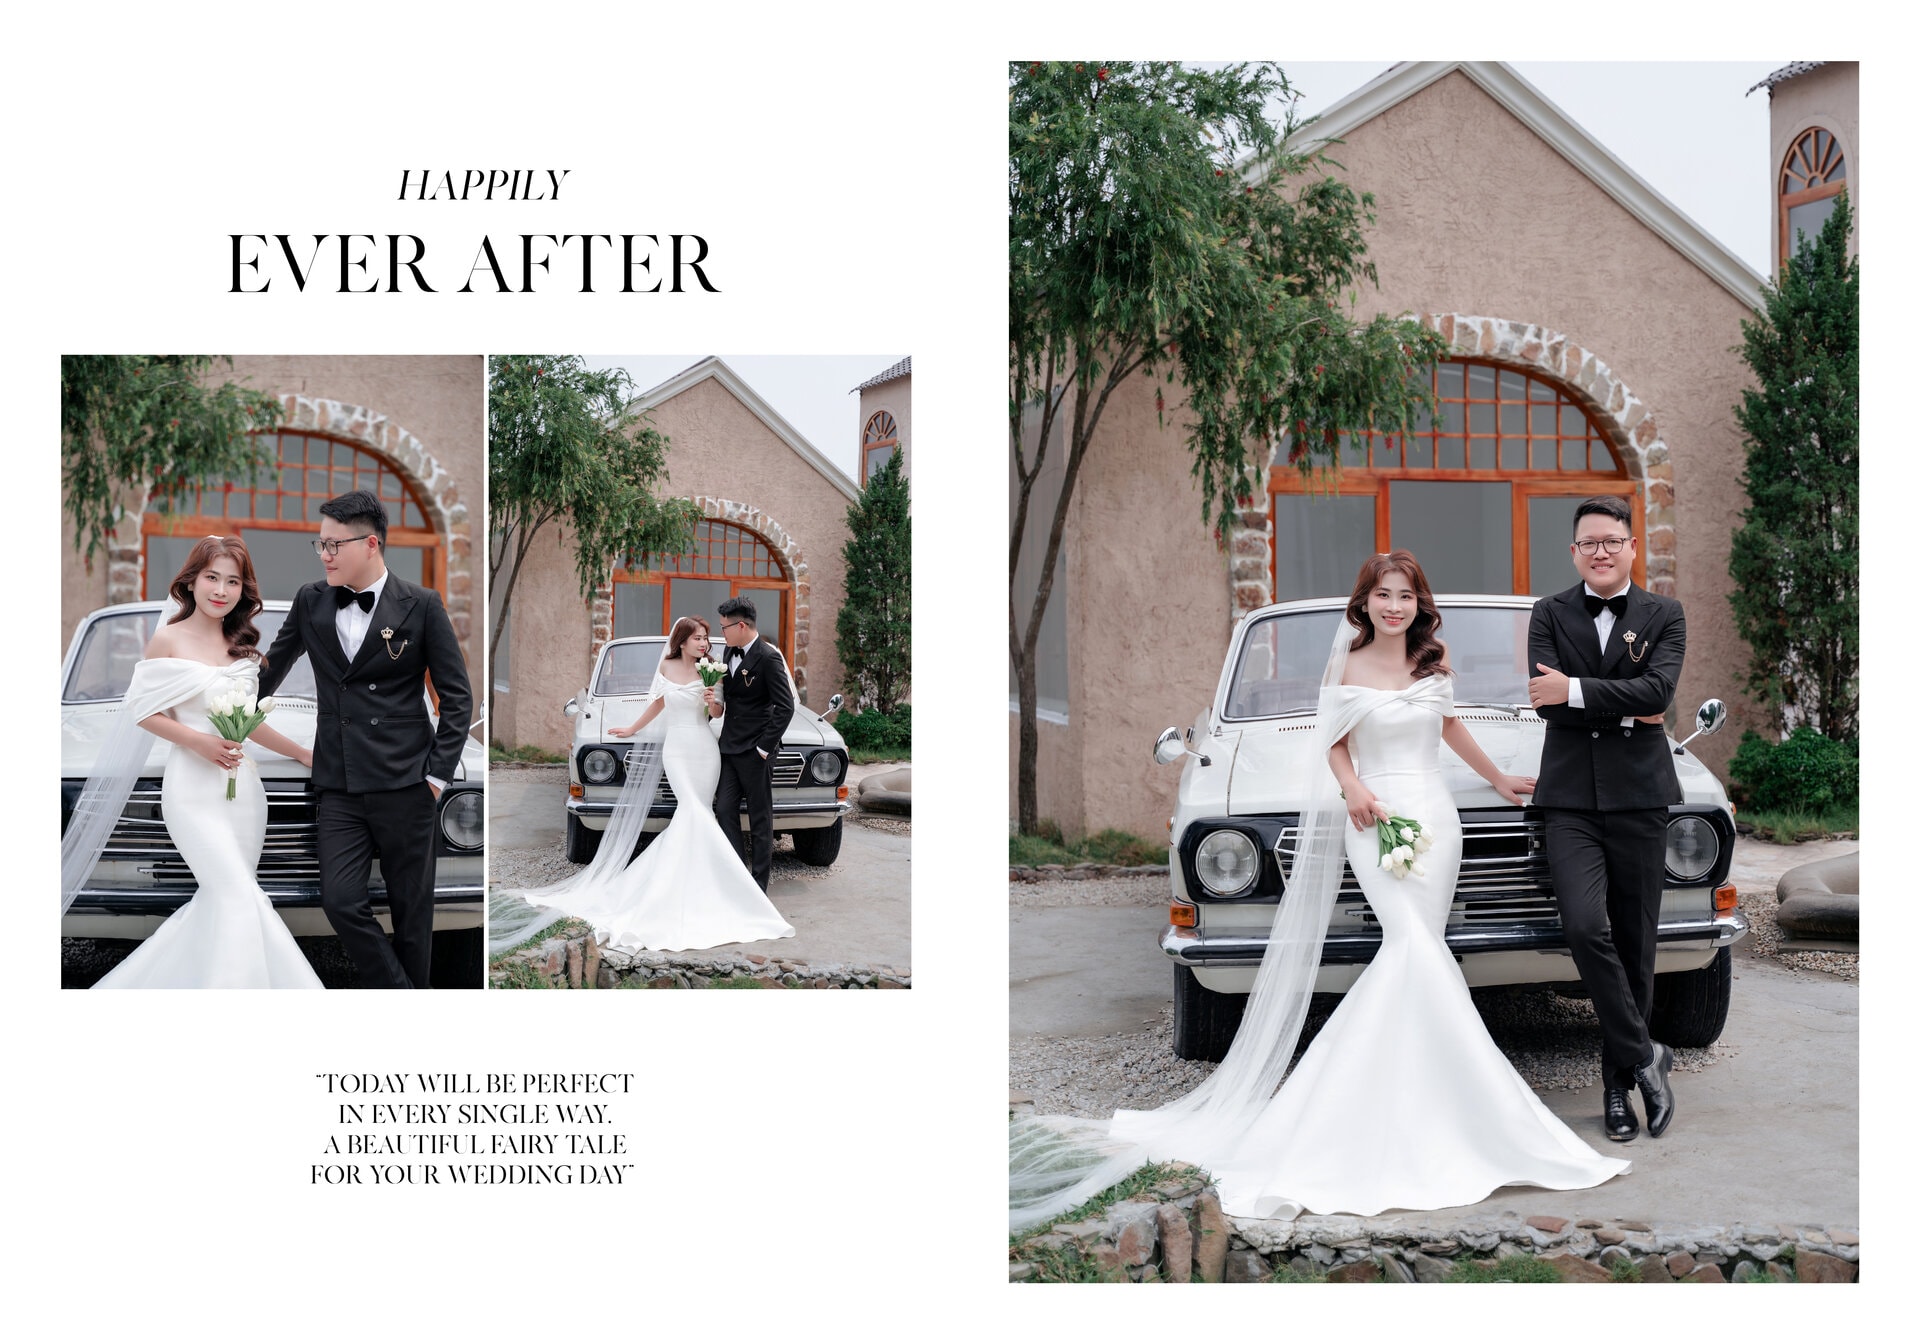 HAPPILY
EVER AFTER
"TODAY WILL BE PERFECT
IN EVERY SINGLE WAY.
A BEAUTIFUL FAIRY TALE
FOR YOUR WEDDING DAY"